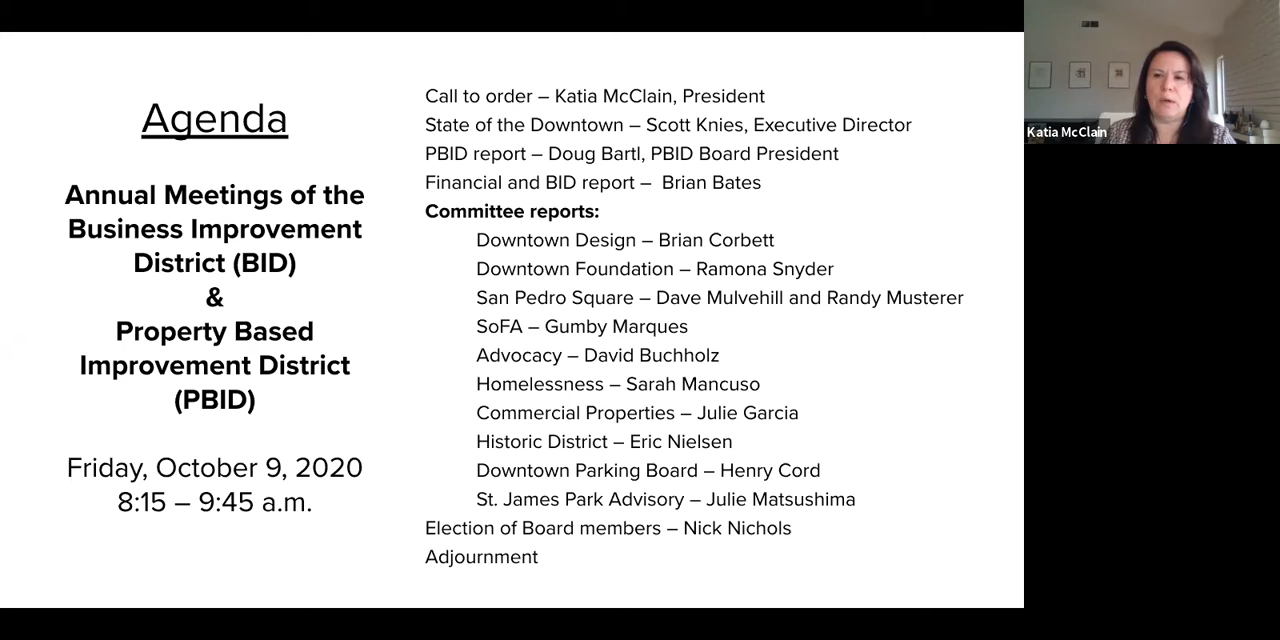 Agenda
Annual Meetings of the
Business Improvement
District (BID)
&
Property Based
Improvement District
(PBID)
Friday, October 9, 2020
8:15 – 9:45 a.m.
Call to order – Katia McClain, President
State of the Downtown – Scott Knies, Executive Director
PBID report – Doug Bartl, PBID Board President
Financial and BID report –  Brian Bates
Committee reports:
Downtown Design – Brian Corbett
Downtown Foundation – Ramona Snyder
San Pedro Square – Dave Mulvehill and Randy Musterer
SoFA – Gumby Marques
Advocacy – David Buchholz
Homelessness – Sarah Mancuso
Commercial Properties – Julie Garcia
Historic District – Eric Nielsen
Downtown Parking Board – Henry Cord
St. James Park Advisory – Julie Matsushima
Election of Board members – Nick Nichols
Adjournment
Katia McClain